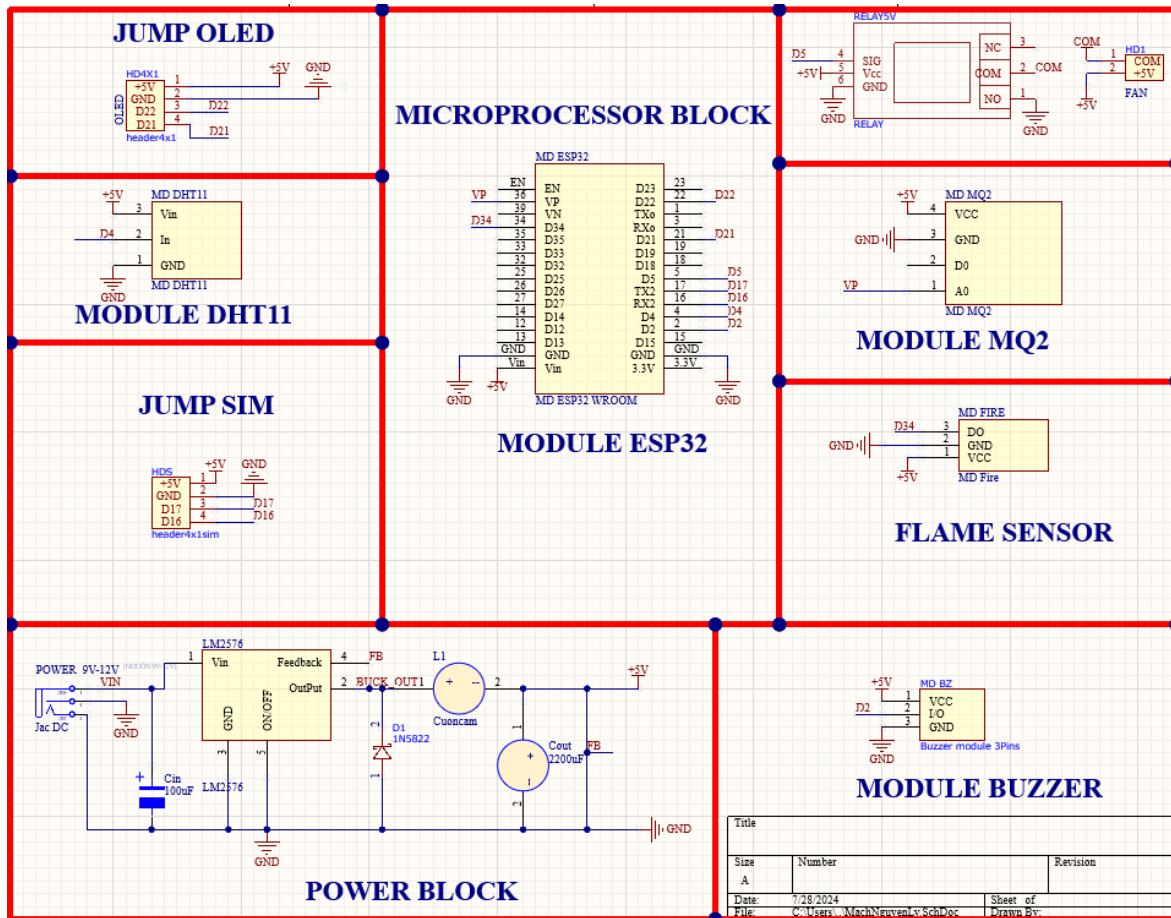 JUMP OLED
HD4X1
OLED
+5V 1
GND 2
D22 3
D21 4
+5V
GND
D22
D21
header4x1
MICROPROCESSOR BLOCK
MD ESP32
EN EN D23 23
VP 36 VP D22 22 D22
39 VN TXo 1
D34 34 D34 RXo 3
35 D35 D21 21 D21
33 D33 D19 19
32 D32 D18 18
25 D25 D5 5 D5
26 D26 TX2 17 D17
27 D27 RX2 16 D16
14 D14 D4 4 D4
12 D12 D2 2 D2
13 D13 D15 15
GND GND GND GND
Vin Vin 3.3V 3.3V
GND
+5V
GND
MD ESP32 WROOM
MODULE ESP32
RELAY5V
D5 4 SIG
+5V 5 Vcc
6 GND
GND
NC 3
COM 2 COM
NO 1
GND
RELAY
COM
HD1
1 COM
2 +5V
+5V
FAN
MD DHT11
+5V
3 Vin
D4 2 In
1 GND
GND
MD DHT11
MODULE DHT11
MD MQ2
+5V
4 VCC
GND 3 GND
2 D0
VP 1 A0
MD MQ2
MODULE MQ2
JUMP SIM
HDS
+5V 1
GND 2
D17 3
D16 4
+5V
GND
D17
D16
header4x1sim
MD FIRE
D34 3 DO
GND 2 GND
1 VCC
+5V
MD Fire
FLAME SENSOR
POWER 9V-12V
VIN
Jac DC
GND
LM2576
1 Vin
Feedback 4 FB
OutPut 2 BUCK_OUT1
GND
ON/OFF
3
5
LM2576
Cin
100uF
+
GND
D1
1N5822
2
1
L1
+ -- 2
Cuoncam
+5V
1
Cout
2200uF
+
2
FB
GND
POWER BLOCK
MD BZ
+5V
1 VCC
D2 2 I/O
3 GND
GND
Buzzer module 3Pins
MODULE BUZZER
Title
Size Number Revision
A
Date: 7/28/2024 Sheet of
File: C:\Users\..\MachNguyenLy.SchDoc Drawn By: